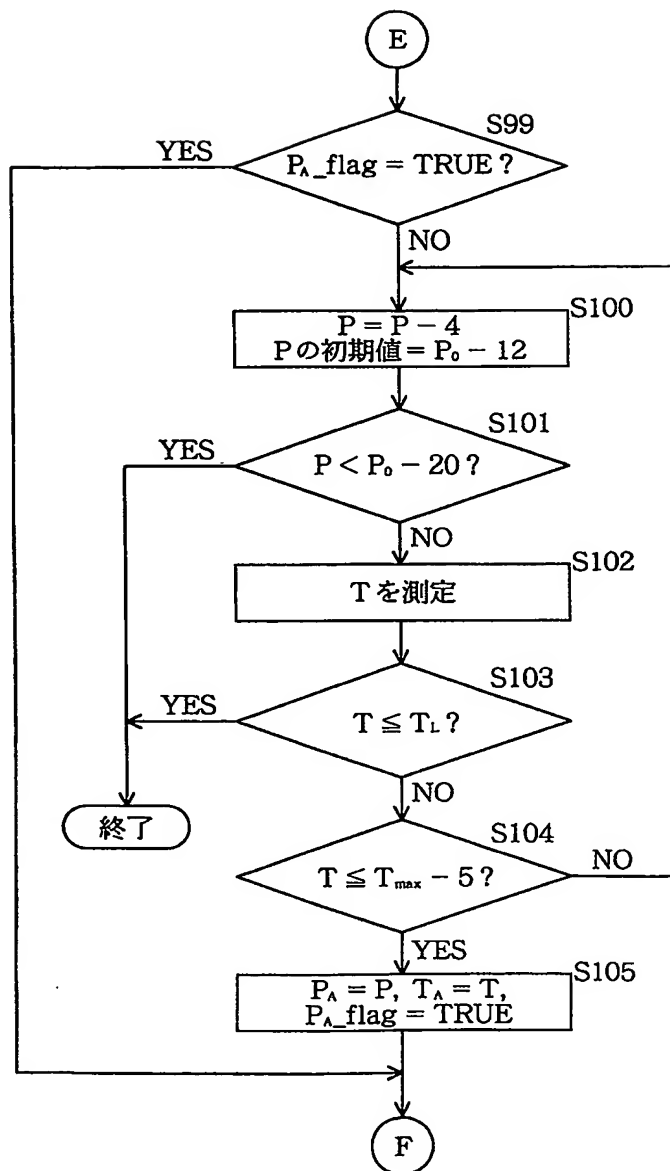 E
S99
YES
P_A_flag = TRUE ?
NO
S100
P = P − 4
Pの初期値 = P₀ − 12
S101
YES
P < P₀ − 20 ?
NO
S102
Tを測定
S103
YES
T ≦ T_L ?
NO
終了
S104
T ≦ T_max − 5 ?
NO
YES
S105
P_A = P, T_A = T,
P_A_flag = TRUE
F